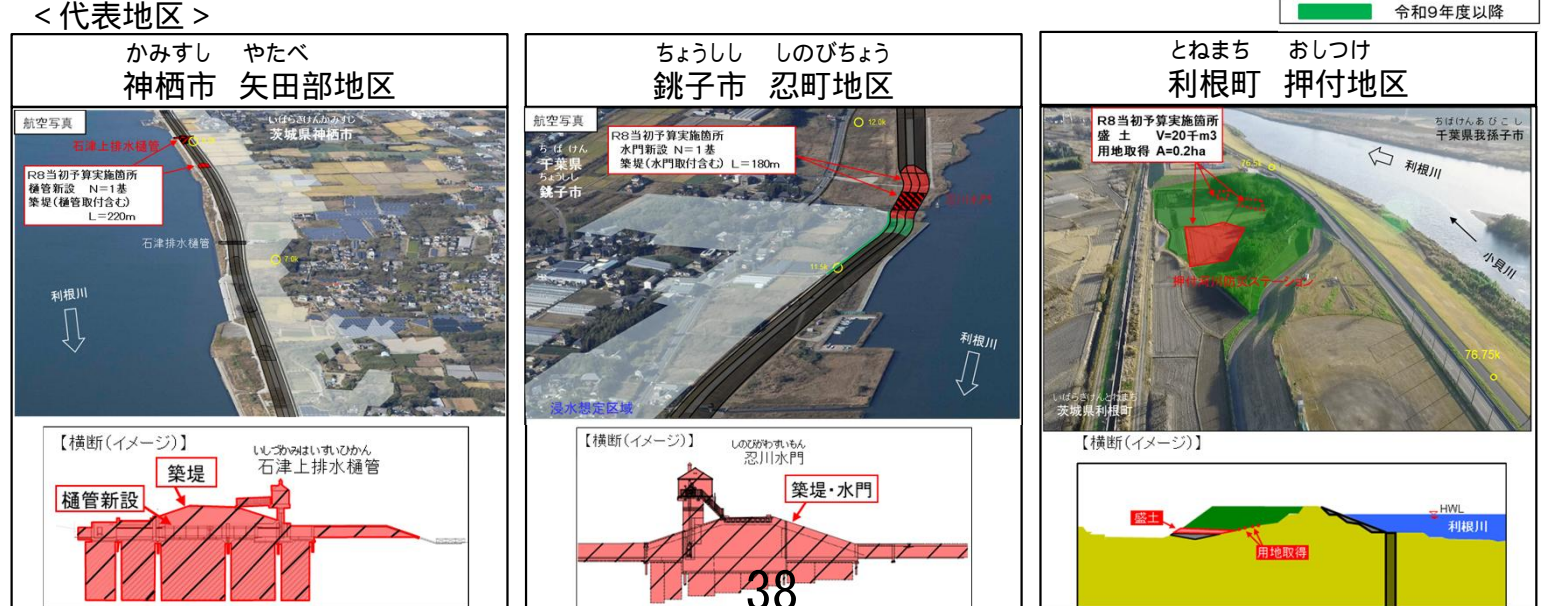 <代表地区>
令和9年度以降
かみすし　やたべ
神栖市　矢田部地区
航空写真
いばらきけんかみすし
茨城県神栖市
石津上排水樋管
R8当初予算実施箇所
樋管新設　N=1基
築堤(樋管取付含む)
L=220m
石津排水樋管
7.0k
利根川
【横断(イメージ)】
いしづかみはいすいひかん
石津上排水樋管
築堤
樋管新設
ちょうしし　しのびちょう
銚子市　忍町地区
航空写真
12.0k
R8当初予算実施箇所
水門新設 N=1基
築堤(水門取付含む) L=180m
ちばけん
千葉県
ちょうしし
銚子市
11.5k
利根川
浸水想定区域
【横断(イメージ)】
しのびがわすいもん
忍川水門
築堤・水門
38
とねまち　おしつけ
利根町　押付地区
R8当初予算実施箇所
盛　土　V=20千m3
用地取得 A=0.2ha
ちばけんあびこし
千葉県我孫子市
76.5k
利根川
小貝川
76.75k
いばらきけんとねまち
茨城県利根町
【横断(イメージ)】
盛土
用地取得
HWL
利根川